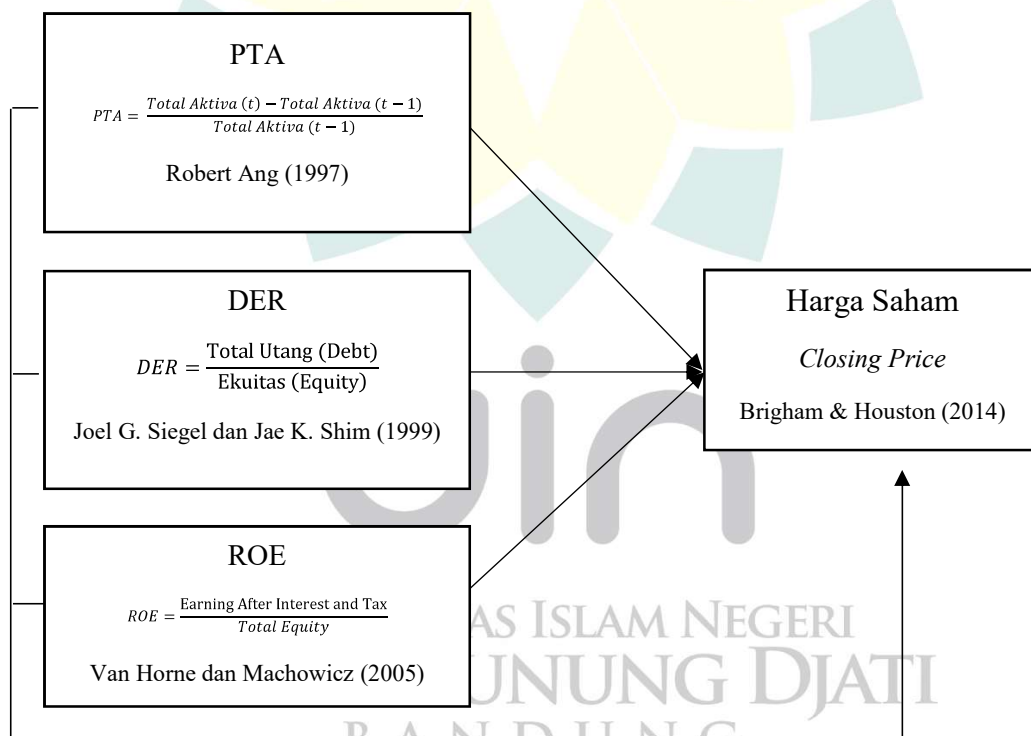 PTA
PTA = Total Aktiva (t) − Total Aktiva (t − 1)
Total Aktiva (t − 1)
Robert Ang (1997)
DER
DER = Total Utang (Debt)
Ekuitas (Equity)
Joel G. Siegel dan Jae K. Shim (1999)
Harga Saham
Closing Price
Brigham & Houston (2014)
ROE
ROE = Earning After Interest and Tax
Total Equity
Van Horne dan Machowicz (2005)
uin
AS ISLAM NEGERI
UNUNG DJATI
BANDUNG